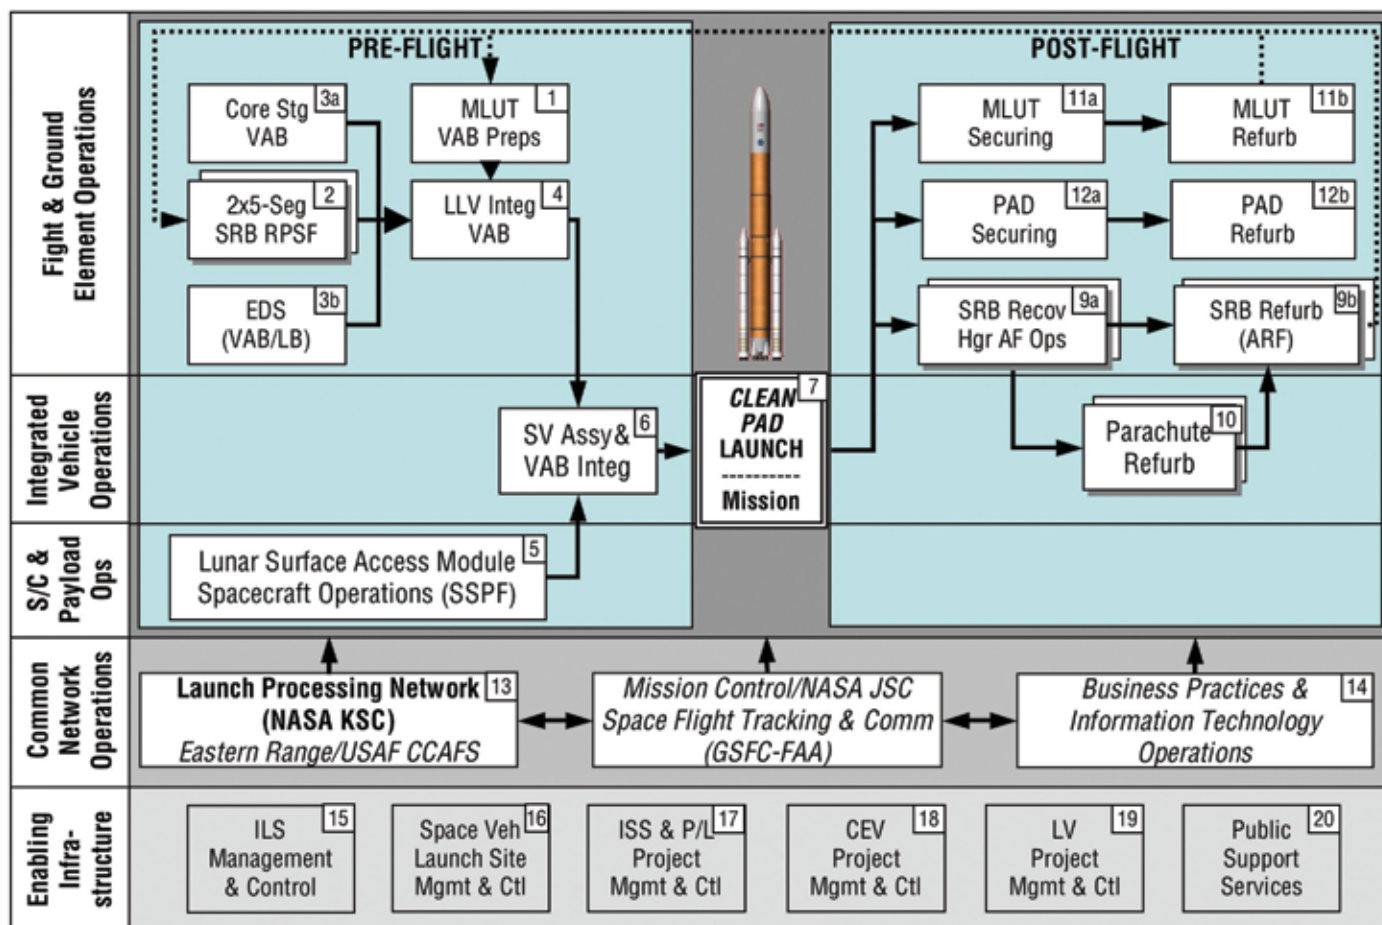 Fight & Ground
Element Operations
PRE-FLIGHT
3a
Core Stg
VAB
1
MLUT
VAB Preps
2
2x5-Seg
SRB RPSF
4
LLV Integ
VAB
3b
EDS
(VAB/LB)
POST-FLIGHT
11a
MLUT
Securing
11b
MLUT
Refurb
12a
PAD
Securing
12b
PAD
Refurb
9a
SRB Recov
Hgr AF Ops
9b
SRB Refurb
(ARF)
Integrated
Vehicle
Operations
6
SV Assy&
VAB Integ
7
CLEAN
PAD
LAUNCH
Mission
10
Parachute
Refurb
S/C &
Payload
Ops
5
Lunar Surface Access Module
Spacecraft Operations (SSPF)
Common
Network
Operations
13
Launch Processing Network
(NASA KSC)
Eastern Range/USAF CCAFS
Mission Control/NASA JSC
Space Flight Tracking & Comm
(GSFC-FAA)
14
Business Practices &
Information Technology
Operations
Enabling
Infra-
structure
15
ILS
Management
& Control
16
Space Veh
Launch Site
Mgmt & Ctl
17
ISS & P/L
Project
Mgmt & Ctl
18
CEV
Project
Mgmt & Ctl
19
LV
Project
Mgmt & Ctl
20
Public
Support
Services